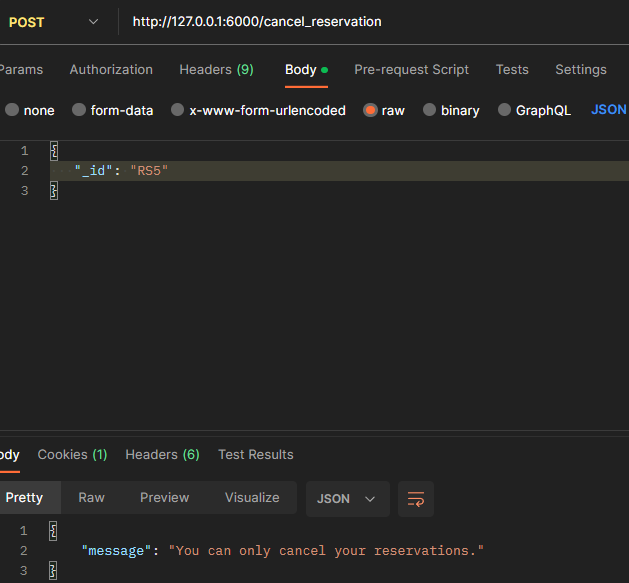 POST http://127.0.0.1:6000/cancel_reservation
Params Authorization Headers (9) Body Pre-request Script Tests Settings
none form-data x-www-form-urlencoded raw binary GraphQL JSON
1 {
2 "_id": "RS5"
3 }
ody Cookies (1) Headers (6) Test Results
Pretty Raw Preview Visualize JSON
1 {
2 "message": "You can only cancel your reservations."
3 }